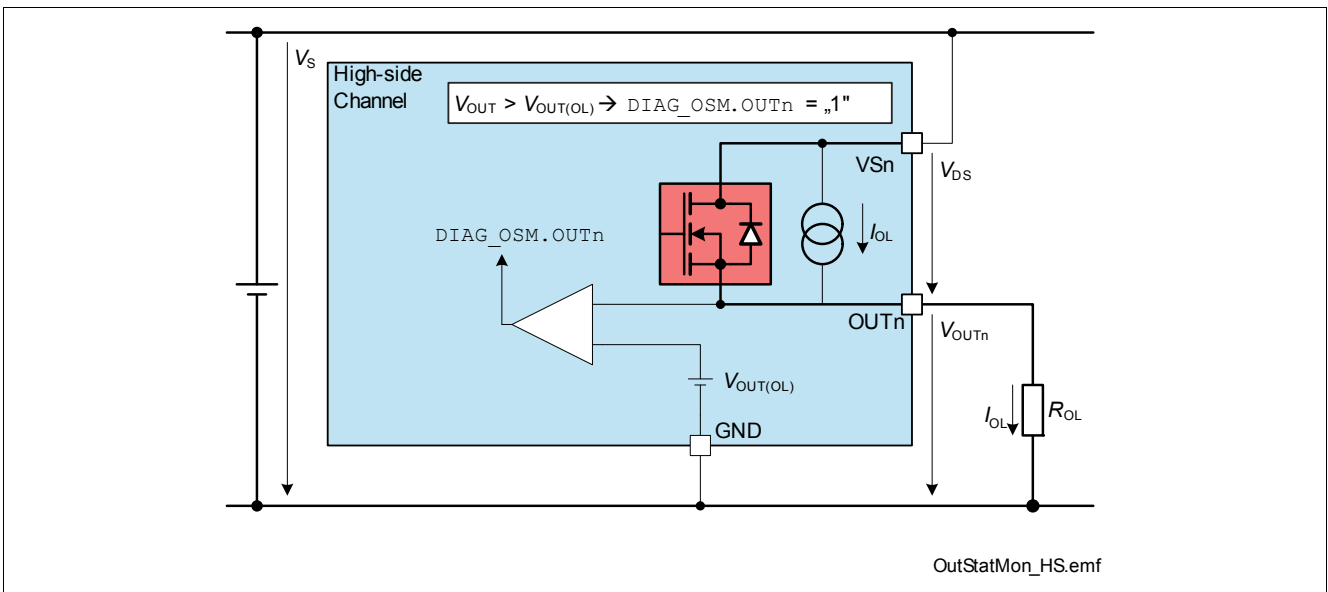 VS
High-side
Channel
VOUT > VOUT(OL) → DIAG_OSM.OUTn = „1"
VSn
VDS
IOL
DIAG_OSM.OUTn
OUTn
VOUTn
VOUT(OL)
IOL
ROL
GND
OutStatMon_HS.emf